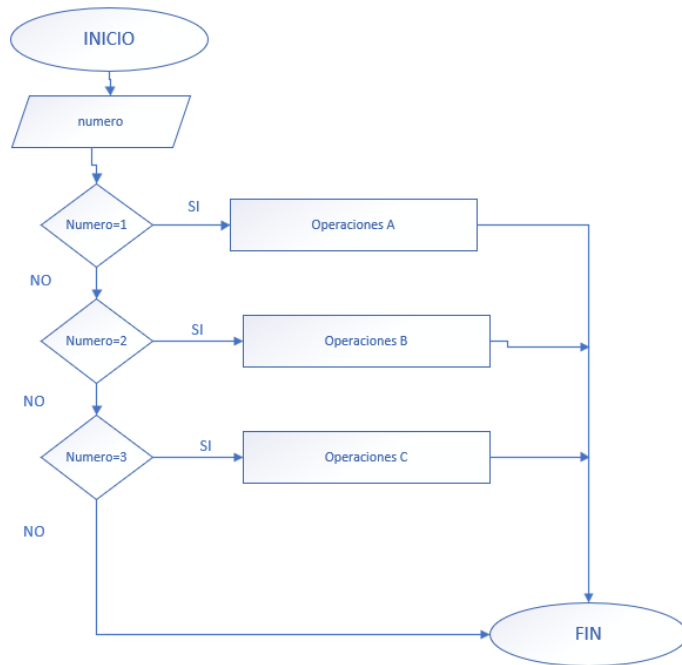 INICIO
numero
Numero=1
SI
Operaciones A
NO
Numero=2
SI
Operaciones B
NO
Numero=3
SI
Operaciones C
NO
FIN